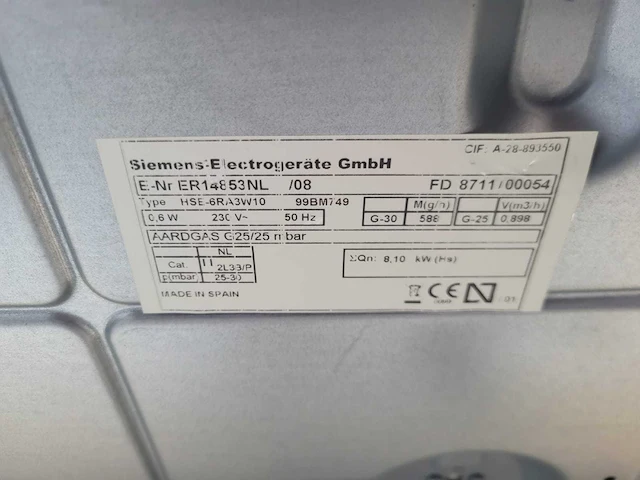 CIF: A-28-893550
Siemens-Electrogeräte GmbH
E-Nr ER14853NL /08 FD 8711/00054
Type HSE-6RA3W10 99BM749
0,6 W 230 V~ 50 Hz
M(g/h) V(m3/h)
G-30 588 G-25 0,898
AARDGAS G25/25 mbar
NL
Cat. II 2L3B/P
p(mbar) 25-30
ΣQn: 8,10 kW (Hs)
MADE IN SPAIN
CE N